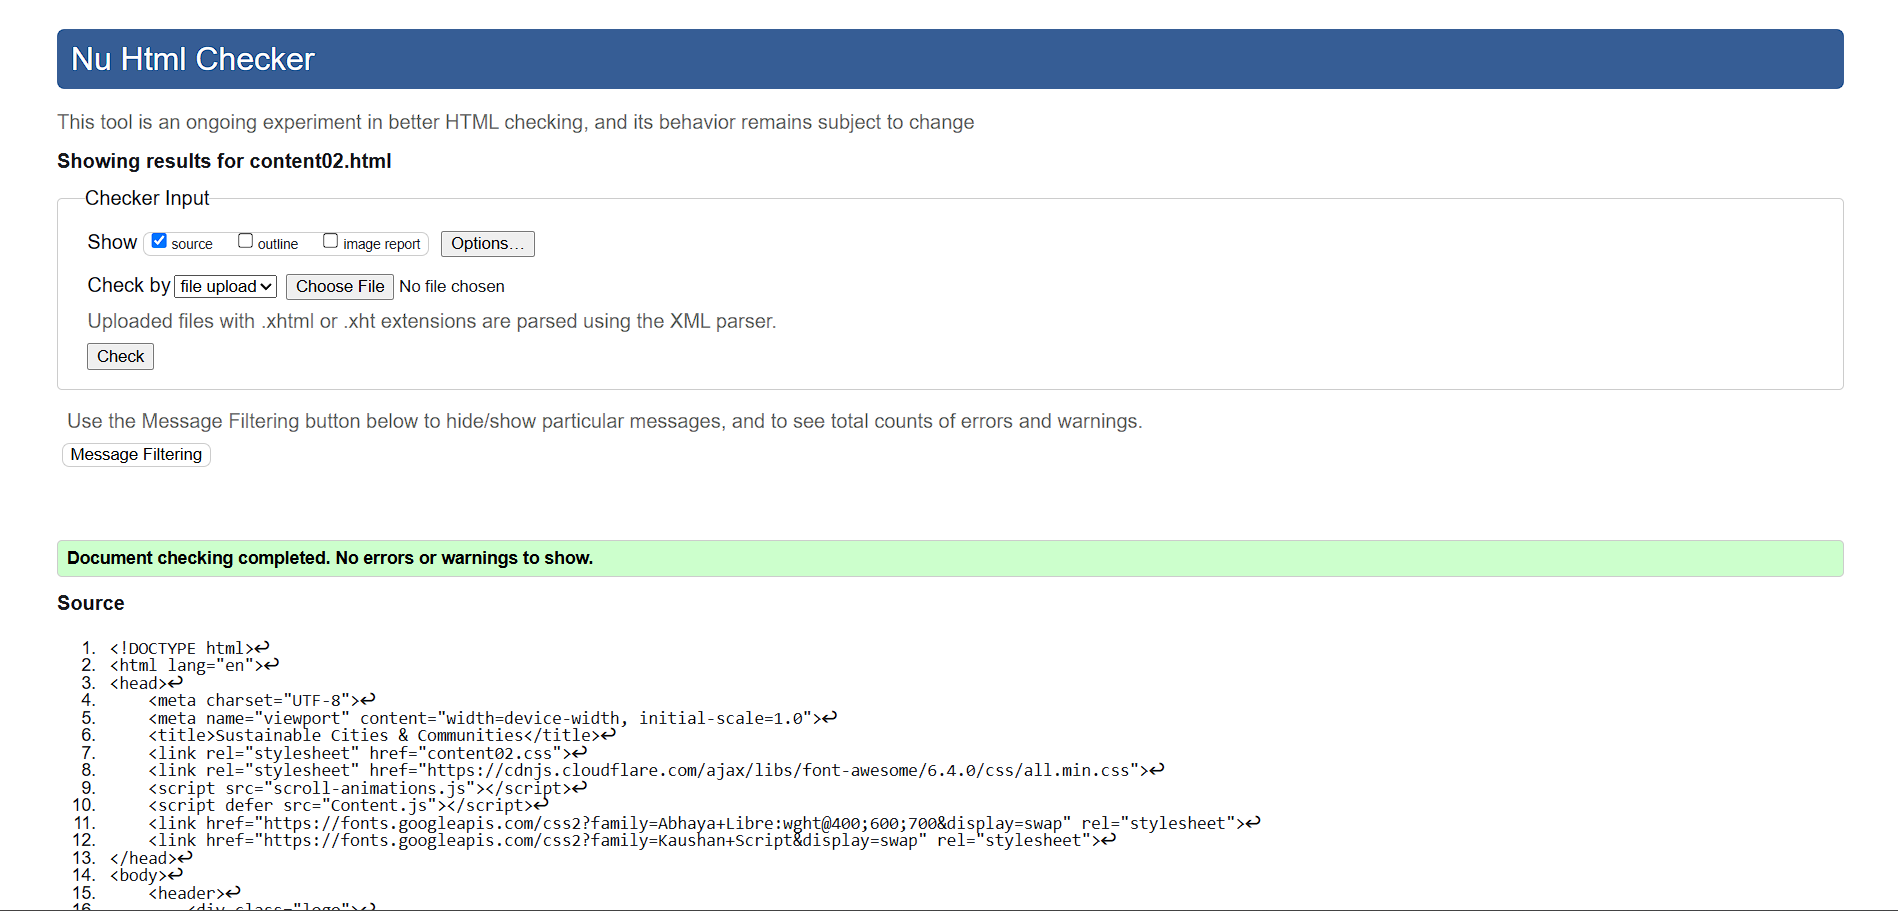 Nu Html Checker
This tool is an ongoing experiment in better HTML checking, and its behavior remains subject to change
Showing results for content02.html
Checker Input
Show source outline image report Options...
Check by file upload Choose File No file chosen
Uploaded files with .xhtml or .xht extensions are parsed using the XML parser.
Check
Use the Message Filtering button below to hide/show particular messages, and to see total counts of errors and warnings.
Message Filtering
Document checking completed. No errors or warnings to show.
Source
1. <!DOCTYPE html>↩
2. <html lang="en">↩
3. <head>↩
4.     <meta charset="UTF-8">↩
5.     <meta name="viewport" content="width=device-width, initial-scale=1.0">↩
6.     <title>Sustainable Cities & Communities</title>↩
7.     <link rel="stylesheet" href="content02.css">↩
8.     <link rel="stylesheet" href="https://cdnjs.cloudflare.com/ajax/libs/font-awesome/6.4.0/css/all.min.css">↩
9.     <script src="scroll-animations.js"></script>↩
10.     <script defer src="Content.js"></script>↩
11.     <link href="https://fonts.googleapis.com/css2?family=Abhaya+Libre:wght@400;600;700&display=swap" rel="stylesheet">↩
12.     <link href="https://fonts.googleapis.com/css2?family=Kaushan+Script&display=swap" rel="stylesheet">↩
13. </head>↩
14. <body>↩
15.     <header>↩
16.         <div class="logo">↩